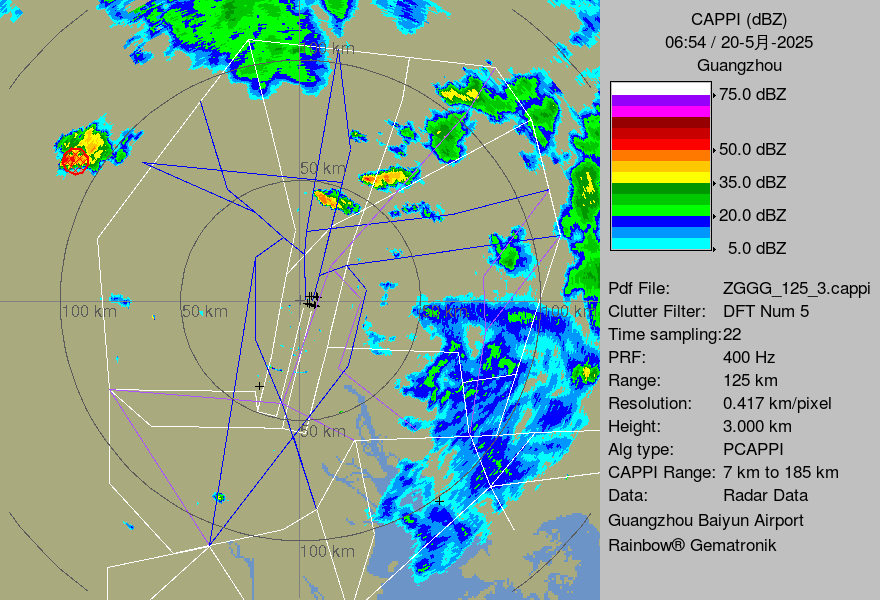 CAPPI (dBZ)
06:54 / 20-5月-2025
Guangzhou
75.0 dBZ
50.0 dBZ
35.0 dBZ
20.0 dBZ
5.0 dBZ
Pdf File: ZGGG_125_3.cappi
Clutter Filter: DFT Num 5
Time sampling:22
PRF: 400 Hz
Range: 125 km
Resolution: 0.417 km/pixel
Height: 3.000 km
Alg type: PCAPPI
CAPPI Range: 7 km to 185 km
Data: Radar Data
Guangzhou Baiyun Airport
Rainbow® Gematronik
km
50 km
100 km
50 km
100 km
50 km
100 km